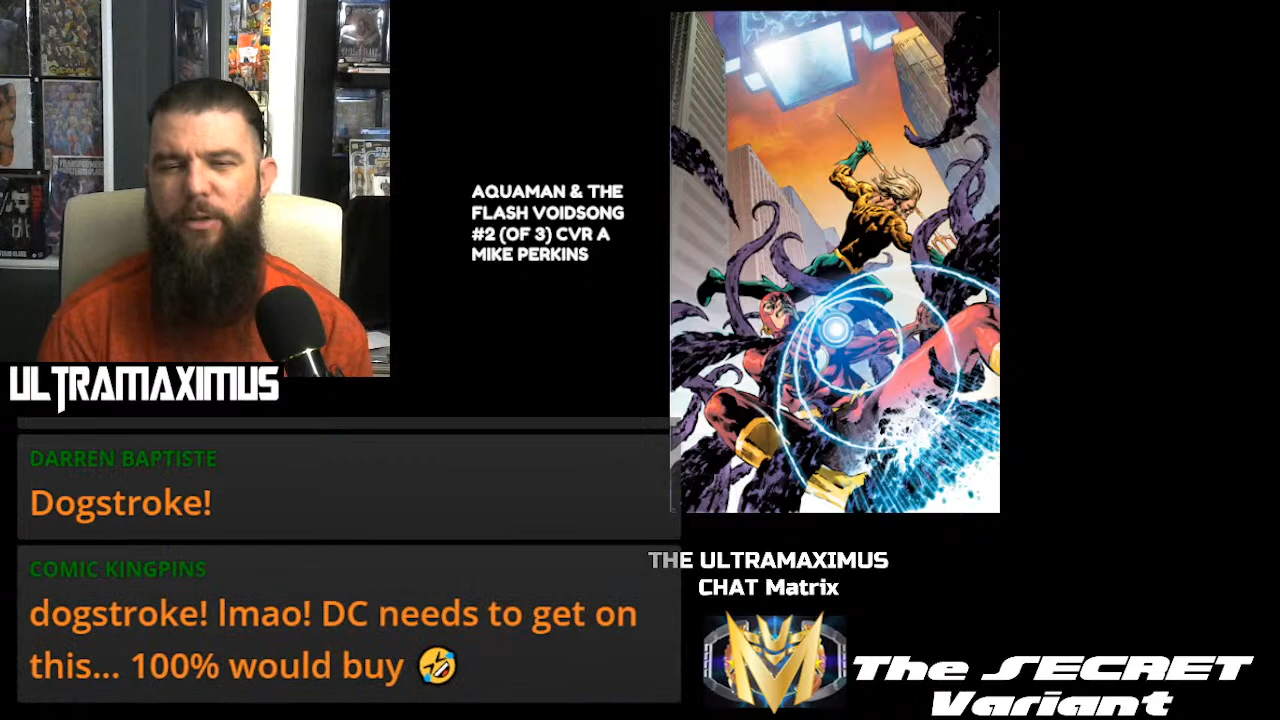 AQUAMAN & THE
FLASH VOIDSONG
#2 (OF 3) CVR A
MIKE PERKINS
ULTRAMAXIMUS
DARREN BAPTISTE
Dogstroke!
COMIC KINGPINS
dogstroke! lmao! DC needs to get on
this... 100% would buy 🤣
THE ULTRAMAXIMUS
CHAT Matrix
The SECRET
Variant